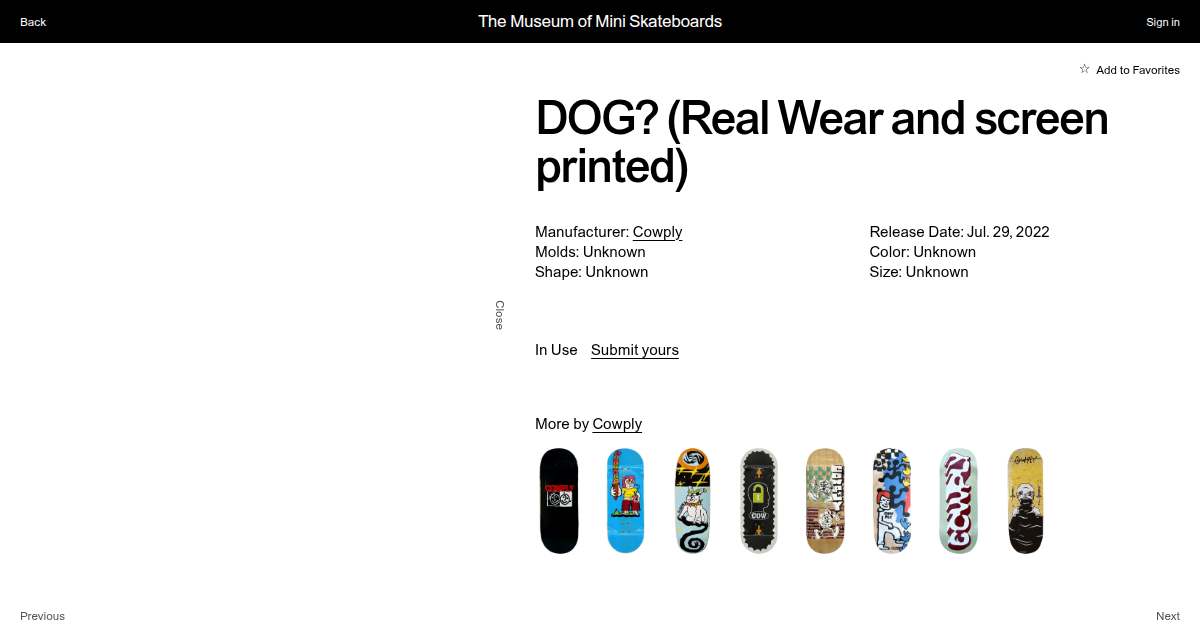 Back
The Museum of Mini Skateboards
Sign in
☆ Add to Favorites
DOG? (Real Wear and screen
printed)
Manufacturer: Cowply
Release Date: Jul. 29, 2022
Molds: Unknown
Color: Unknown
Shape: Unknown
Size: Unknown
Close
In Use Submit yours
More by Cowply
COWPLY
COW
Previous
Next